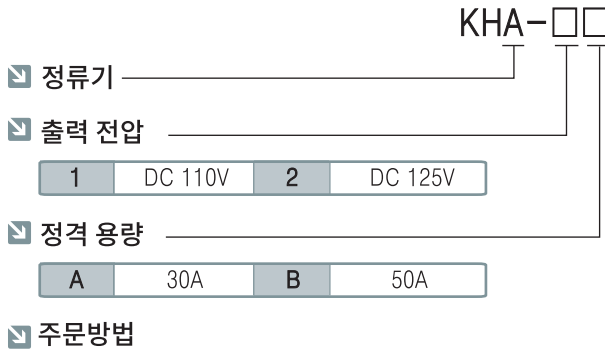 KHA-□□
정류기
출력 전압
1 DC 110V 2 DC 125V
정격 용량
A 30A B 50A
주문방법